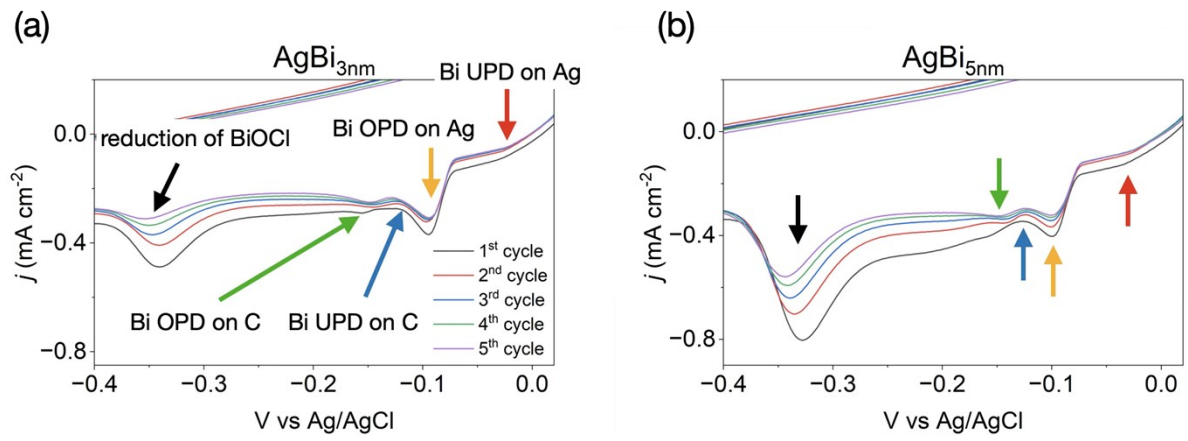 (a)
AgBi3nm
Bi UPD on Ag
reduction of BiOCl
Bi OPD on Ag
0.0
−0.4
−0.8
j (mA cm⁻²)
Bi OPD on C
Bi UPD on C
1st cycle
2nd cycle
3rd cycle
4th cycle
5th cycle
−0.4 −0.3 −0.2 −0.1 0.0
V vs Ag/AgCl
(b)
AgBi5nm
0.0
−0.4
−0.8
j (mA cm⁻²)
−0.4 −0.3 −0.2 −0.1 0.0
V vs Ag/AgCl